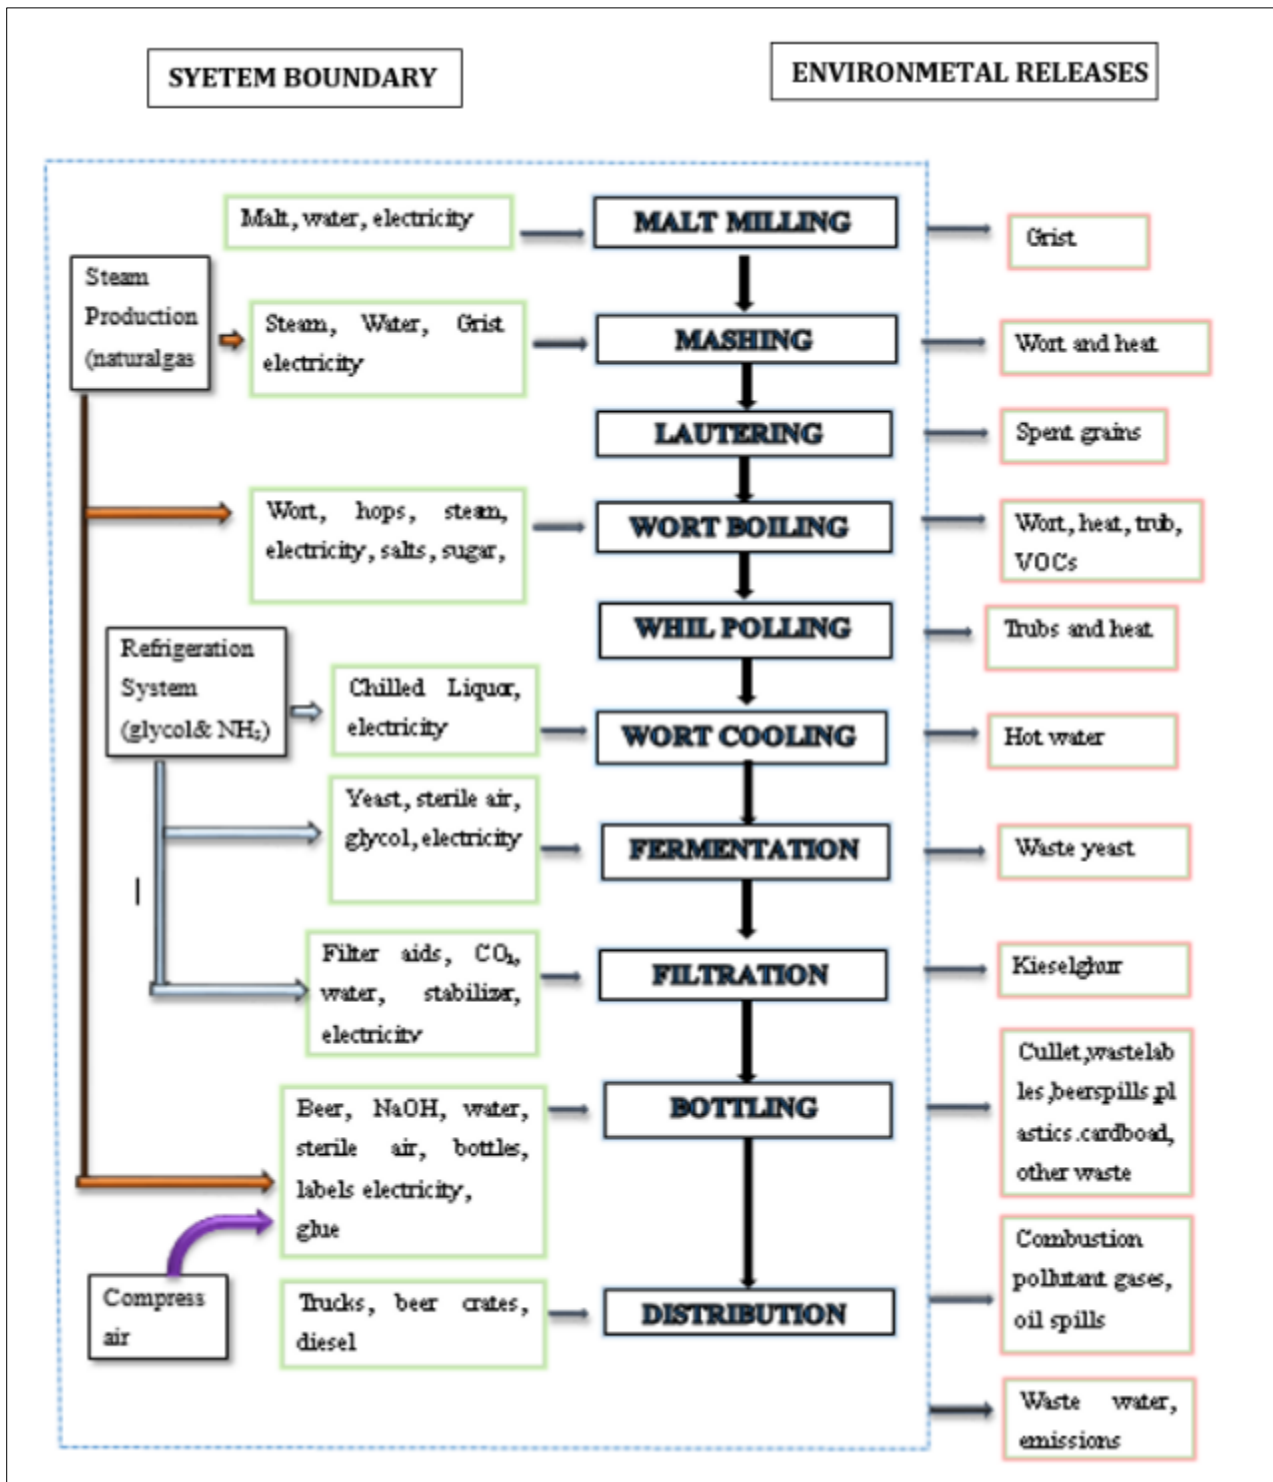 SYETEM BOUNDARY
ENVIRONMETAL RELEASES
Malt, water, electricity
MALT MILLING
Grist
Steam
Production
(naturalgas
Steam, Water, Grist
electricity
MASHING
Wort and heat
LAUTERING
Spent grains
Wort, hops, steam,
electricity, salts, sugar,
WORT BOILING
Wort, heat, trub,
VOCs
WHIL POLLING
Trubs and heat
Refrigeration
System
(glycol& NH₃)
Chilled Liquor,
electricity
WORT COOLING
Hot water
Yeast, sterile air,
glycol, electricity
FERMENTATION
Waste yeast
Filter aids, CO₂,
water, stabilizer,
electricity
FILTRATION
Kieselghur
Beer, NaOH, water,
sterile air, bottles,
labels electricity,
glue
BOTTLING
Cullet,wastelab
les,beerspills,pl
astics.cardboad,
other waste
Compress
air
Trucks, beer crates,
diesel
DISTRIBUTION
Combustion
pollutant gases,
oil spills
Waste water,
emissions